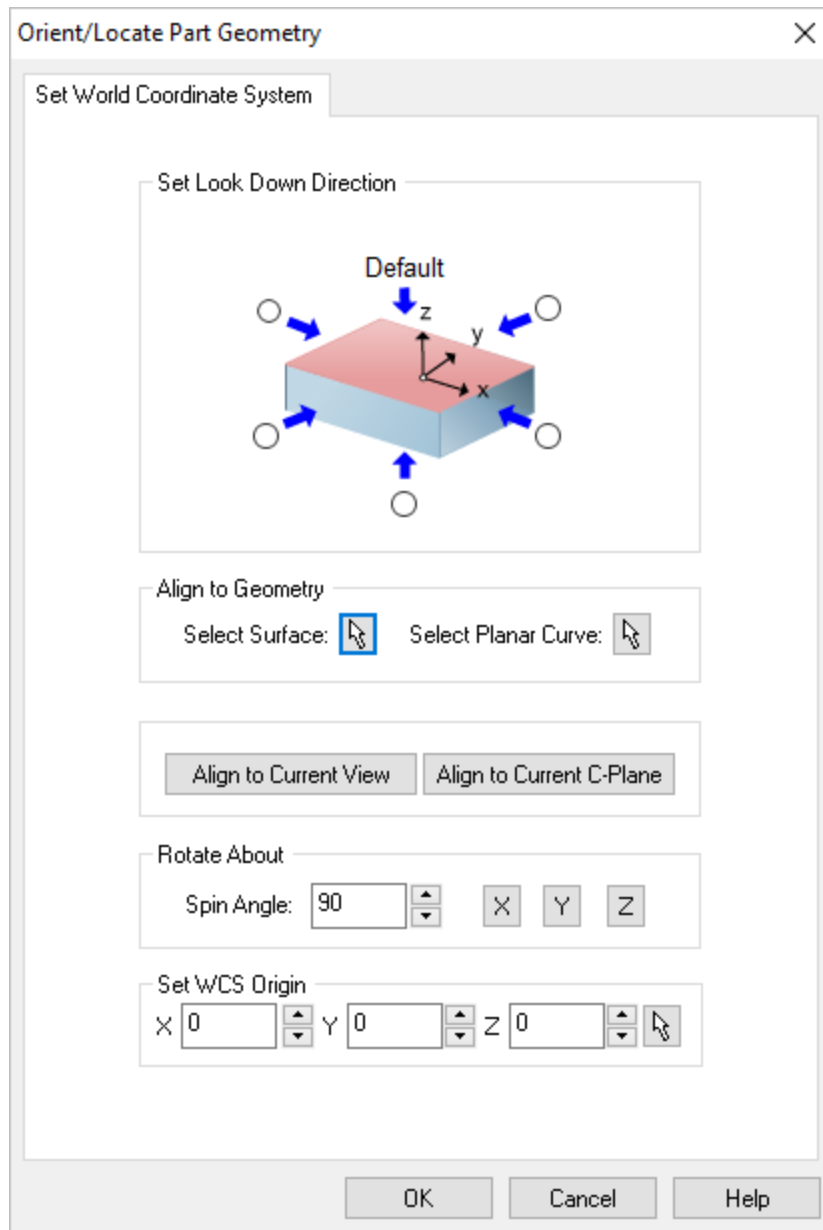 Orient/Locate Part Geometry
Set World Coordinate System
Set Look Down Direction
Default
z
y
x
Align to Geometry
Select Surface: Select Planar Curve:
Align to Current View Align to Current C-Plane
Rotate About
Spin Angle: 90 X Y Z
Set WCS Origin
X 0 Y 0 Z 0
OK Cancel Help